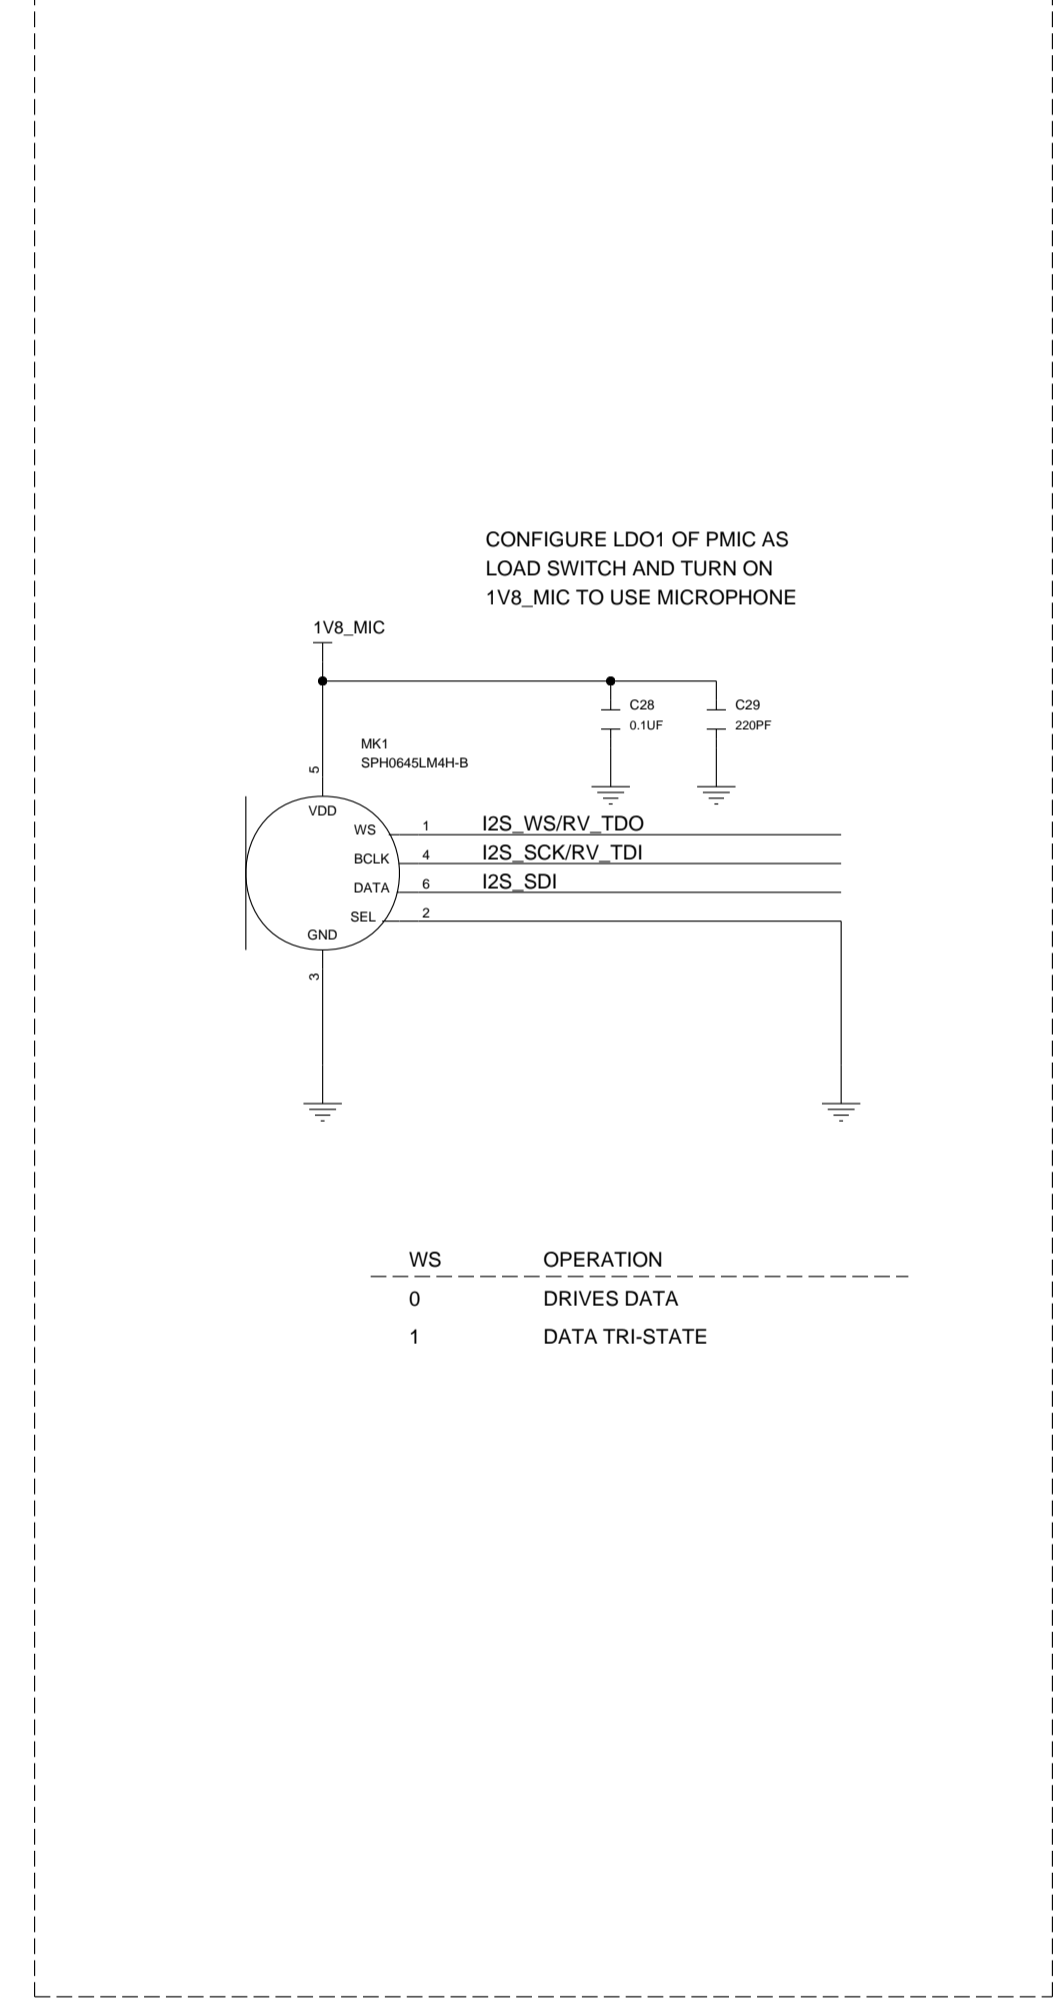 CONFIGURE LDO1 OF PMIC AS
LOAD SWITCH AND TURN ON
1V8_MIC TO USE MICROPHONE
1V8_MIC
C28
0.1UF
C29
220PF
MK1
SPH0645LM4H-B
5
VDD
WS 1 I2S_WS/RV_TDO
BCLK 4 I2S_SCK/RV_TDI
DATA 6 I2S_SDI
SEL 2
GND
3
WS OPERATION
0 DRIVES DATA
1 DATA TRI-STATE